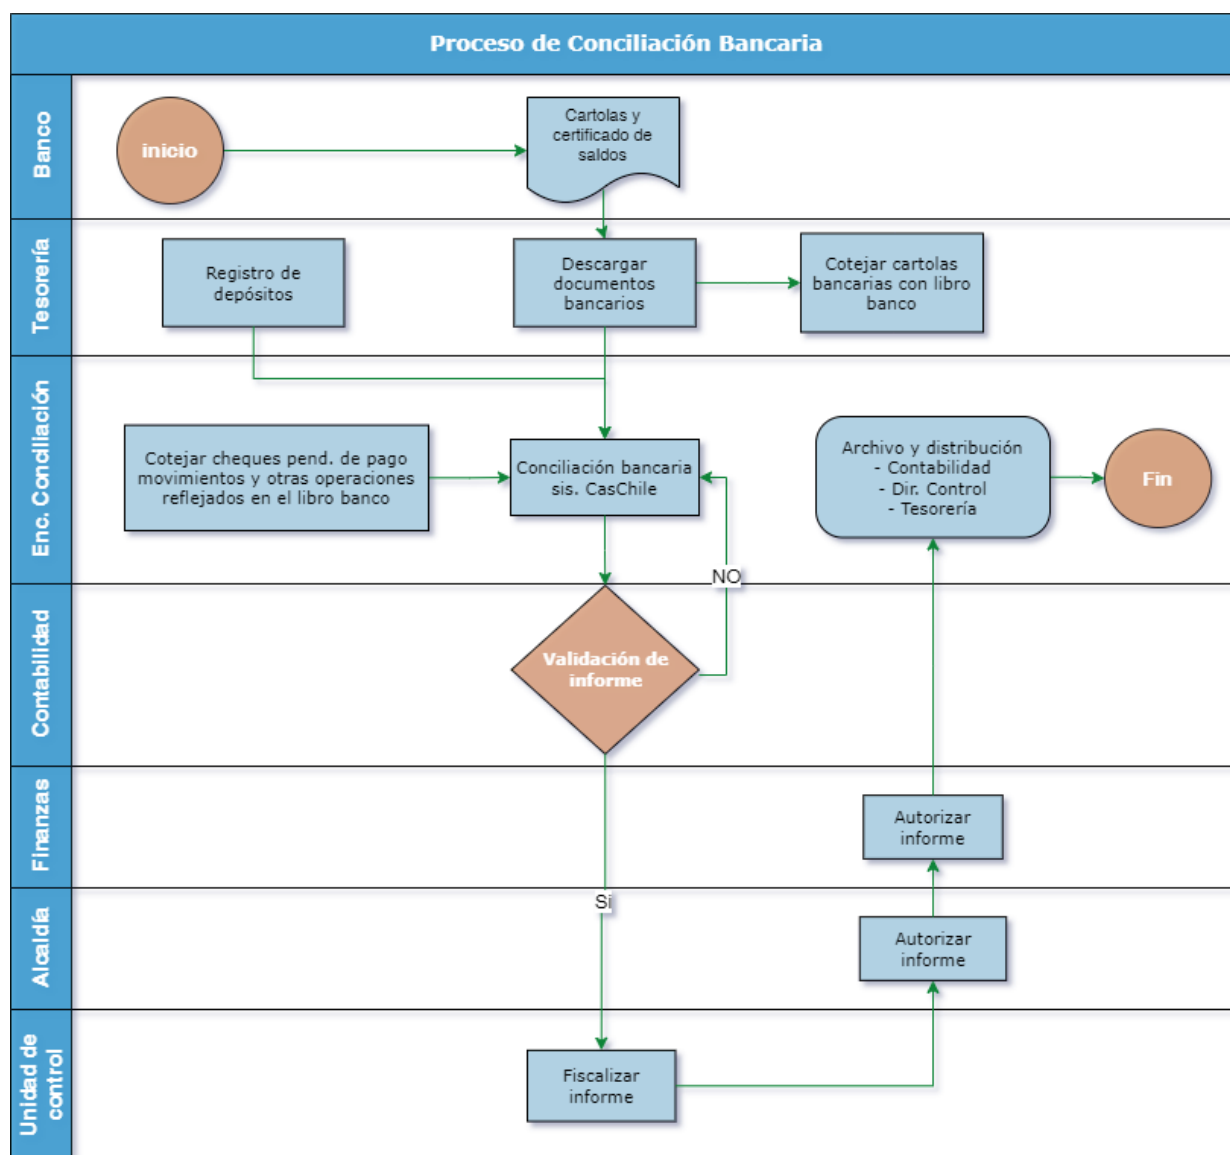 Proceso de Conciliación Bancaria
Banco
inicio
Cartolas y
certificado de
saldos
Tesorería
Registro de
depósitos
Descargar
documentos
bancarios
Cotejar cartolas
bancarias con libro
banco
Enc. Conciliación
Cotejar cheques pend. de pago
movimientos y otras operaciones
reflejados en el libro banco
Conciliación bancaria
sis. CasChile
Archivo y distribución
- Contabilidad
- Dir. Control
- Tesorería
Fin
NO
Contabilidad
Validación de
informe
Finanzas
Autorizar
informe
Si
Alcaldía
Autorizar
informe
Unidad de
control
Fiscalizar
informe